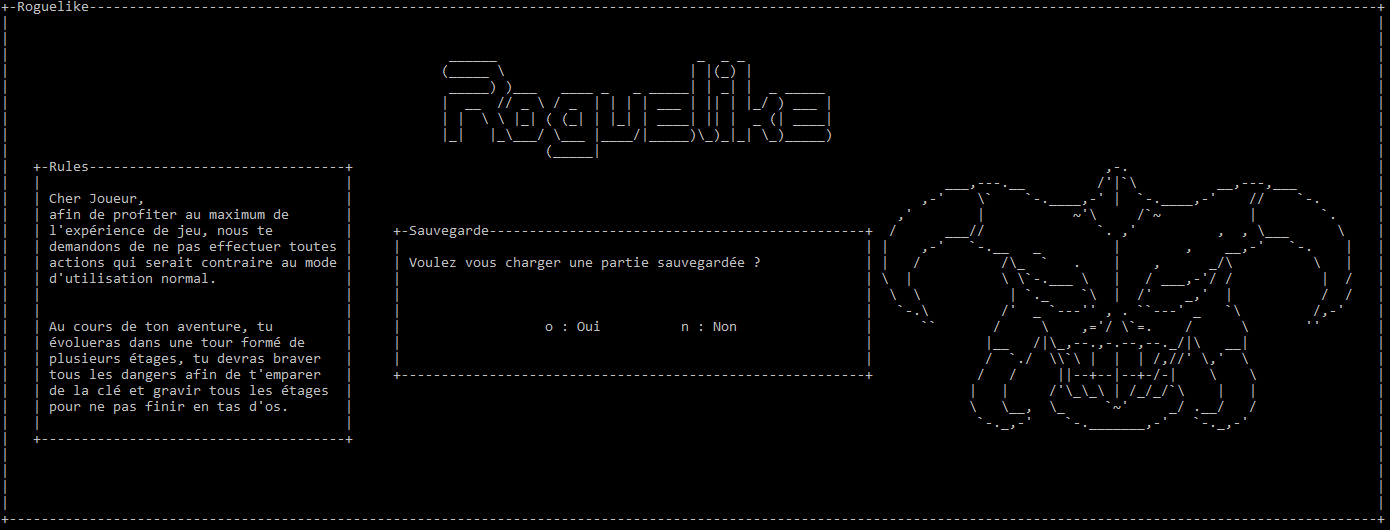 Roguelike
Roguelike
Rules
Cher Joueur,
afin de profiter au maximum de
l'expérience de jeu, nous te
demandons de ne pas effectuer toutes
actions qui serait contraire au mode
d'utilisation normal.
Au cours de ton aventure, tu
évolueras dans une tour formé de
plusieurs étages, tu devras braver
tous les dangers afin de t'emparer
de la clé et gravir tous les étages
pour ne pas finir en tas d'os.
Sauvegarde
Voulez vous charger une partie sauvegardée ?
o : Oui n : Non